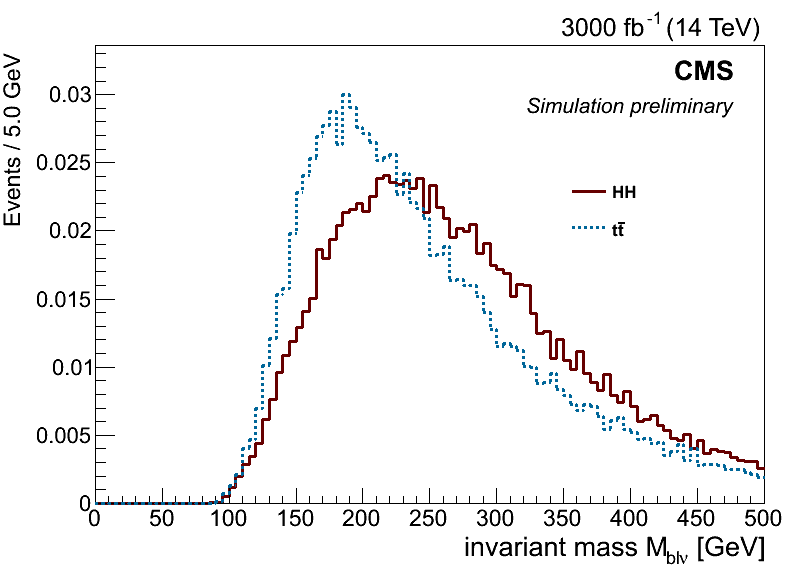 3000 fb⁻¹ (14 TeV)
CMS
Simulation preliminary
Events / 5.0 GeV
0.03
0.025
0.02
0.015
0.01
0.005
0
HH
tt̄
0 50 100 150 200 250 300 350 400 450 500
invariant mass M_blν [GeV]